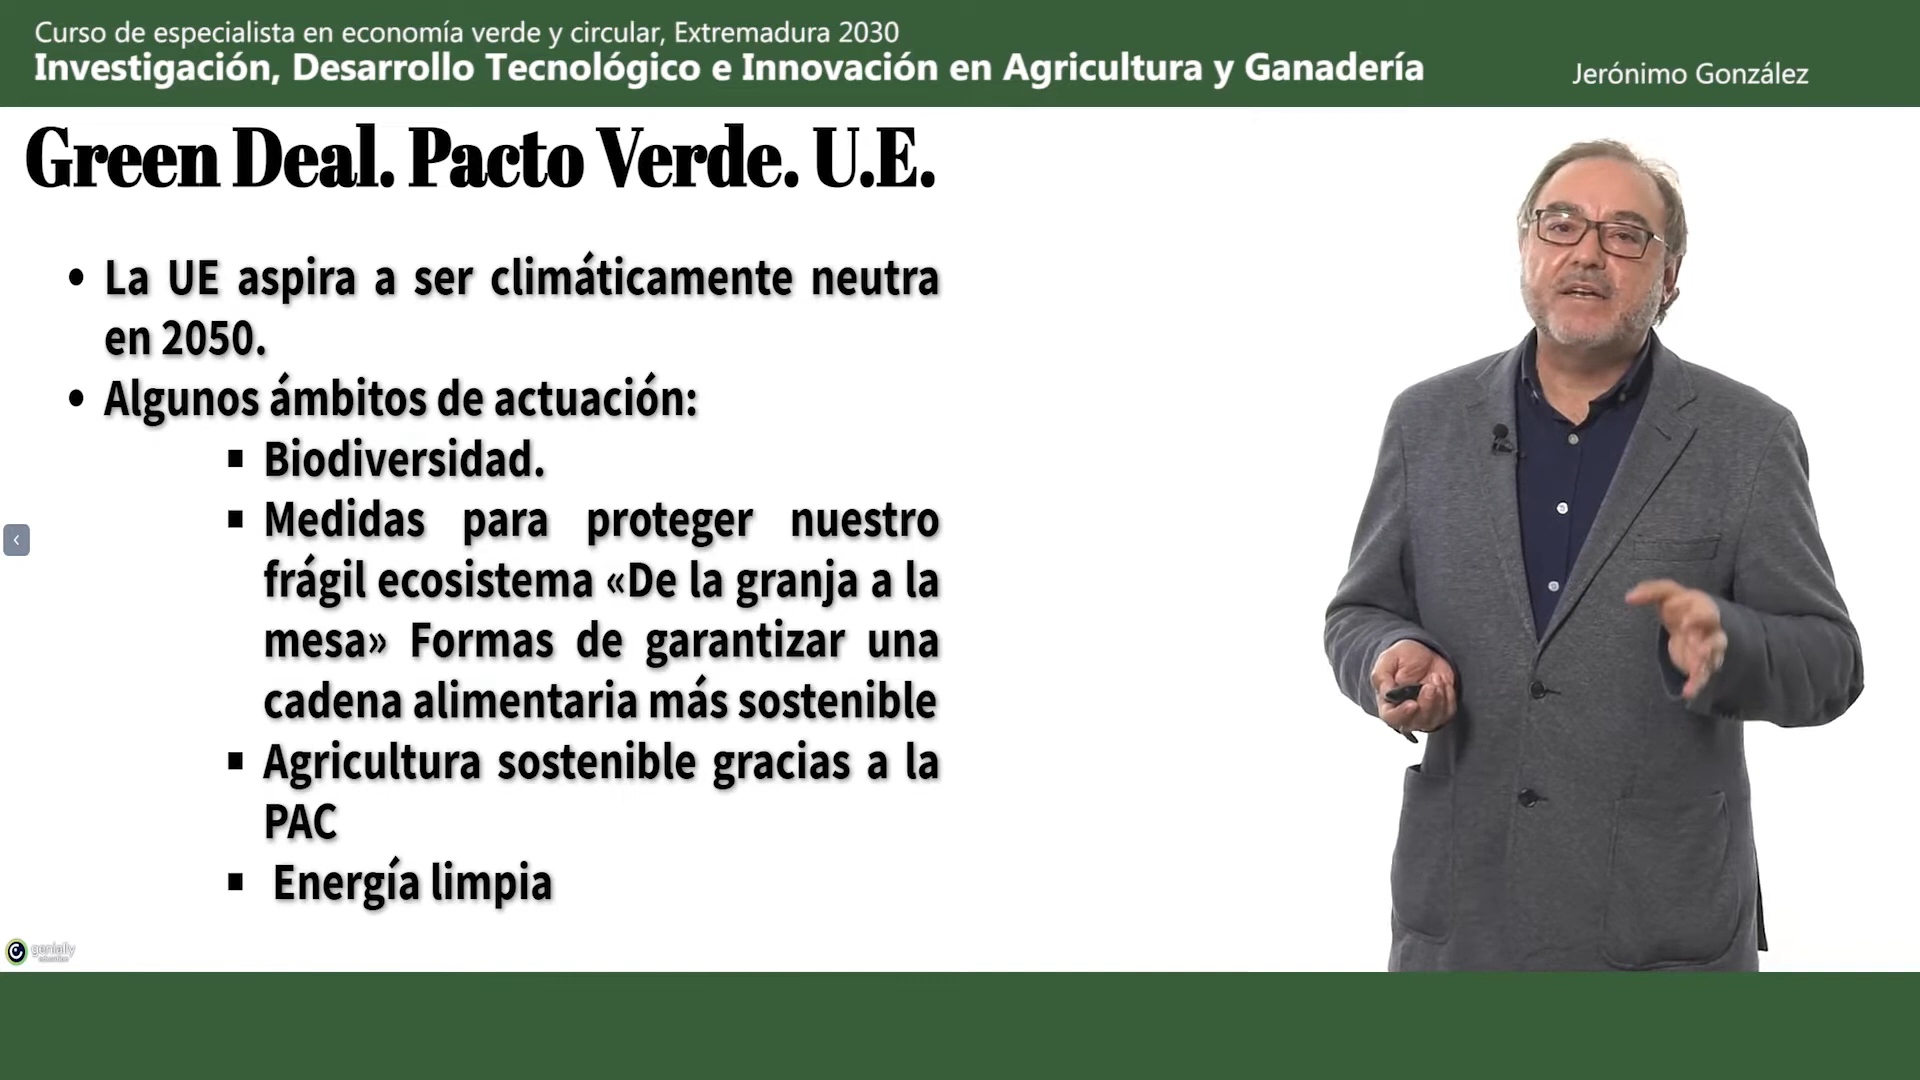 Curso de especialista en economía verde y circular, Extremadura 2030
Investigación, Desarrollo Tecnológico e Innovación en Agricultura y Ganadería
Jerónimo González
Green Deal. Pacto Verde. U.E.
• La UE aspira a ser climáticamente neutra
en 2050.
• Algunos ámbitos de actuación:
▪ Biodiversidad.
▪ Medidas para proteger nuestro
frágil ecosistema «De la granja a la
mesa» Formas de garantizar una
cadena alimentaria más sostenible
▪ Agricultura sostenible gracias a la
PAC
▪ Energía limpia
genially
education